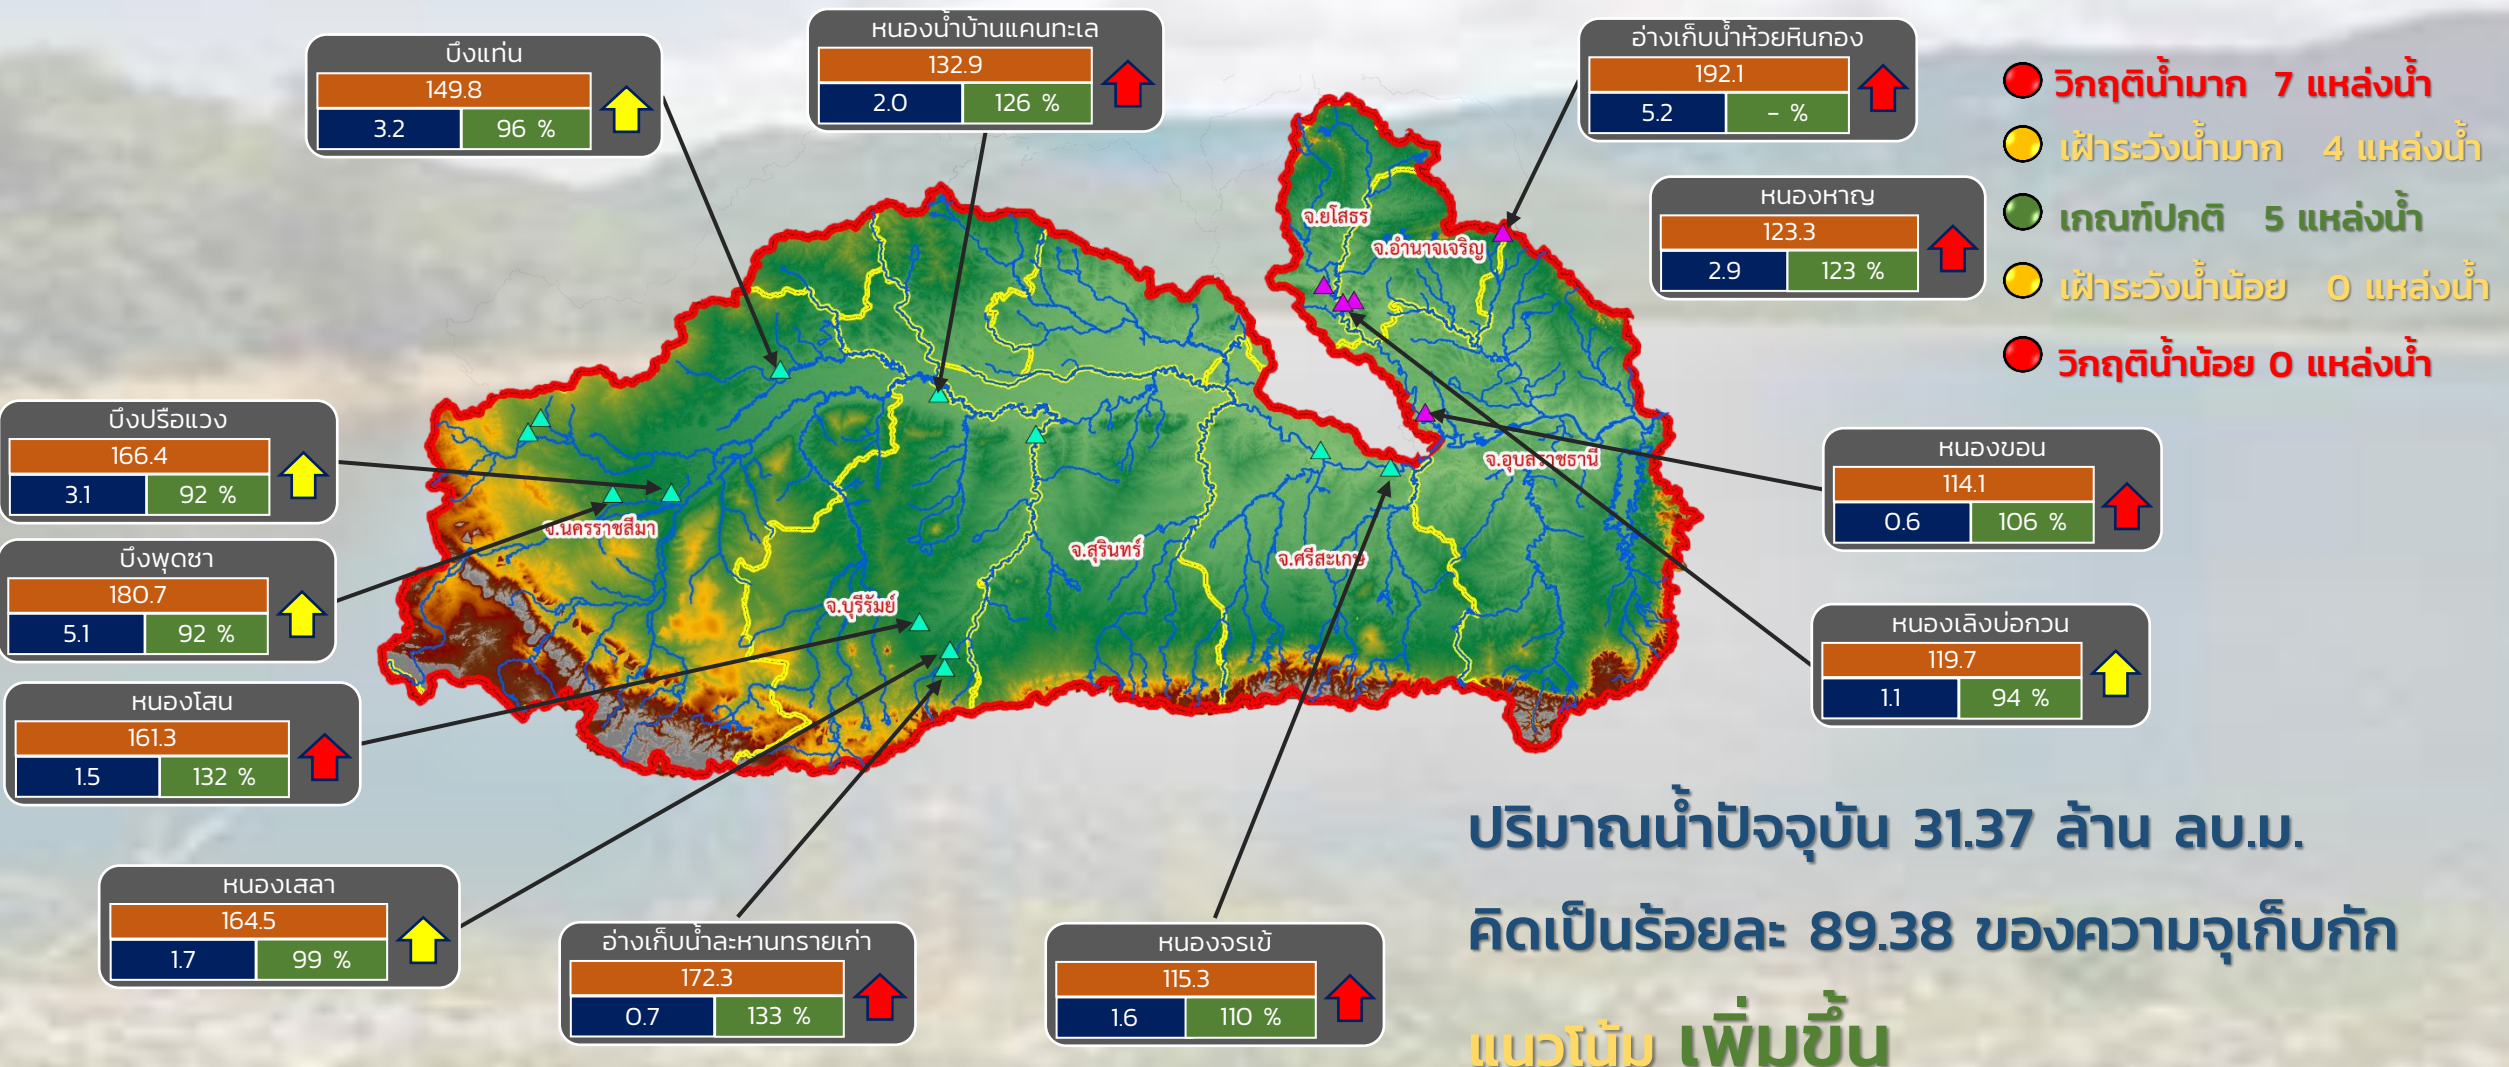 บึงแท่น
149.8
3.2 96 %
หนองน้ำบ้านแคนทะเล
132.9
2.0 126 %
อ่างเก็บน้ำห้วยหินกอง
192.1
5.2 - %
วิกฤติน้ำมาก 7 แหล่งน้ำ
เฝ้าระวังน้ำมาก 4 แหล่งน้ำ
เกณฑ์ปกติ 5 แหล่งน้ำ
เฝ้าระวังน้ำน้อย 0 แหล่งน้ำ
วิกฤติน้ำน้อย 0 แหล่งน้ำ
หนองหาญ
123.3
2.9 123 %
จ.ยโสธร
จ.อำนาจเจริญ
บึงปรือแวง
166.4
3.1 92 %
บึงพุดซา
180.7
5.1 92 %
หนองโสน
161.3
1.5 132 %
จ.นครราชสีมา
จ.บุรีรัมย์
จ.สุรินทร์
จ.ศรีสะเกษ
จ.อุบลราชธานี
หนองขอน
114.1
0.6 106 %
หนองเลิงบ่อกวน
119.7
1.1 94 %
หนองเสลา
164.5
1.7 99 %
อ่างเก็บน้ำละหานทรายเก่า
172.3
0.7 133 %
หนองจรเข้
115.3
1.6 110 %
ปริมาณน้ำปัจจุบัน 31.37 ล้าน ลบ.ม.
คิดเป็นร้อยละ 89.38 ของความจุเก็บกัก
แนวโน้ม เพิ่มขึ้น